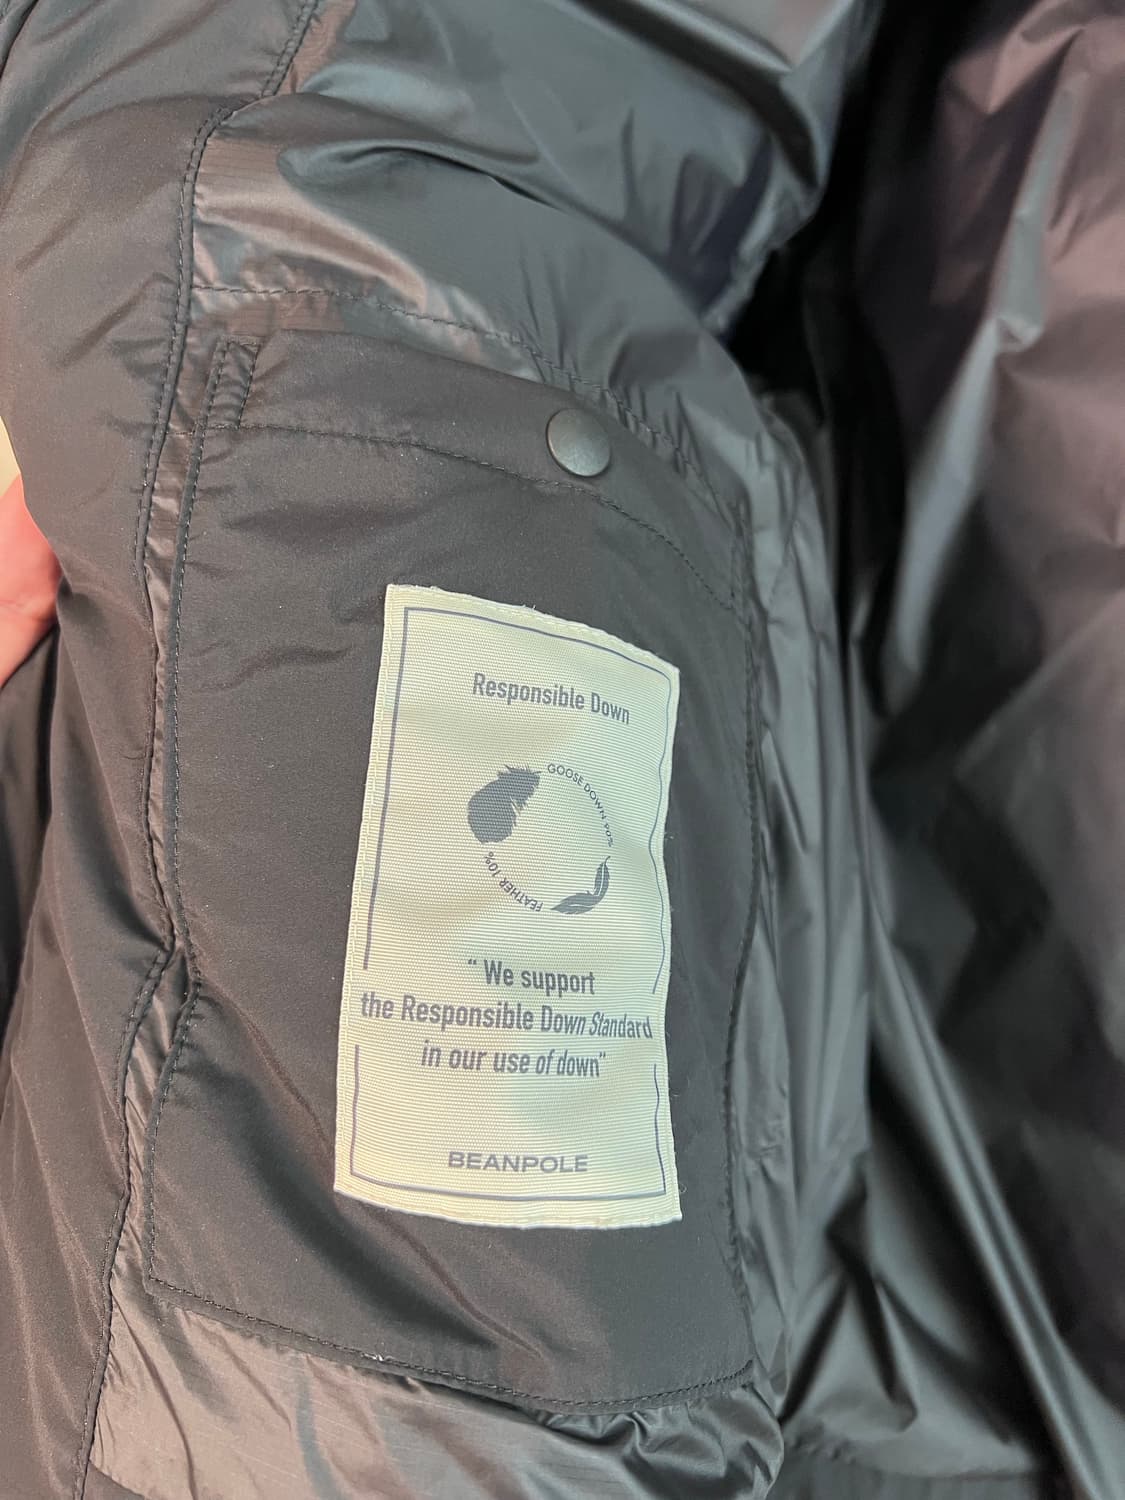 Responsible Down
GOOSE DOWN 90%
FEATHER 10%
“ We support
the Responsible Down Standard
in our use of down”
BEANPOLE